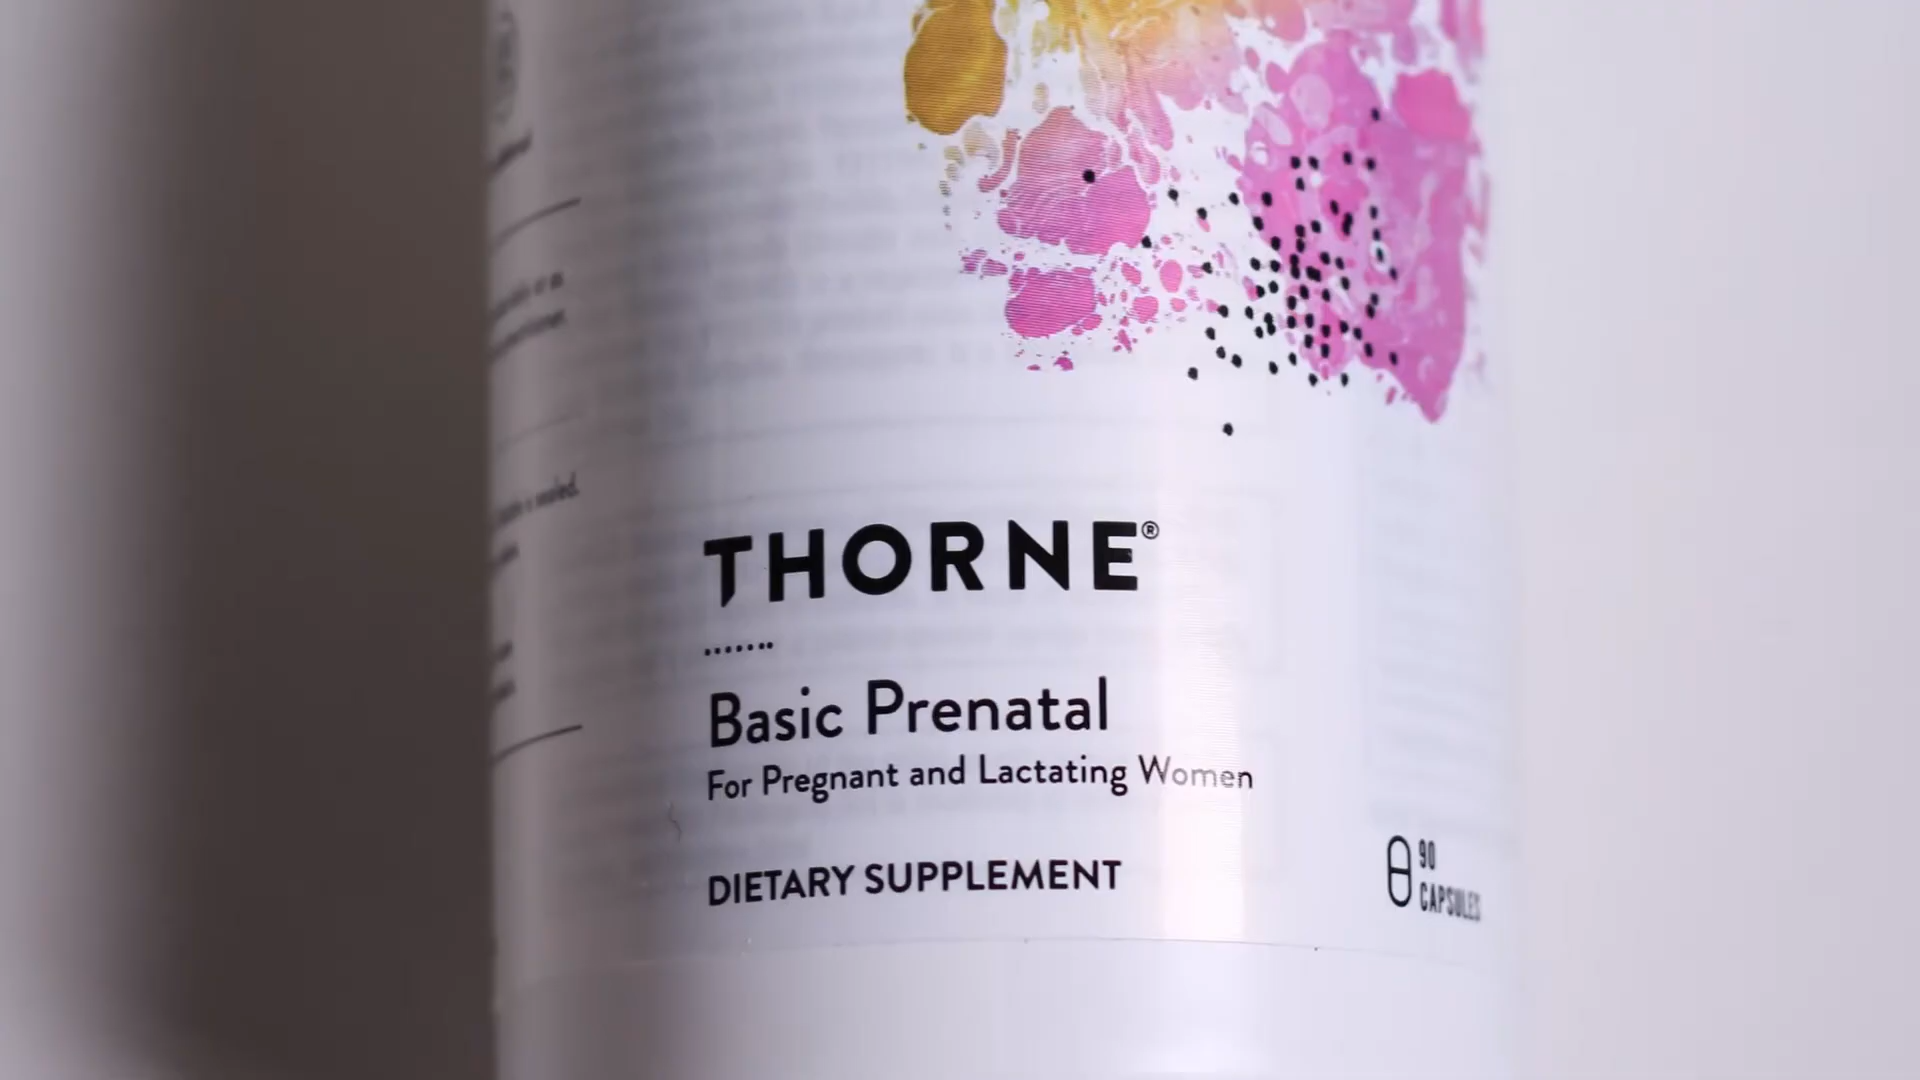 THORNE®
Basic Prenatal
For Pregnant and Lactating Women
DIETARY SUPPLEMENT
90
CAPSULES